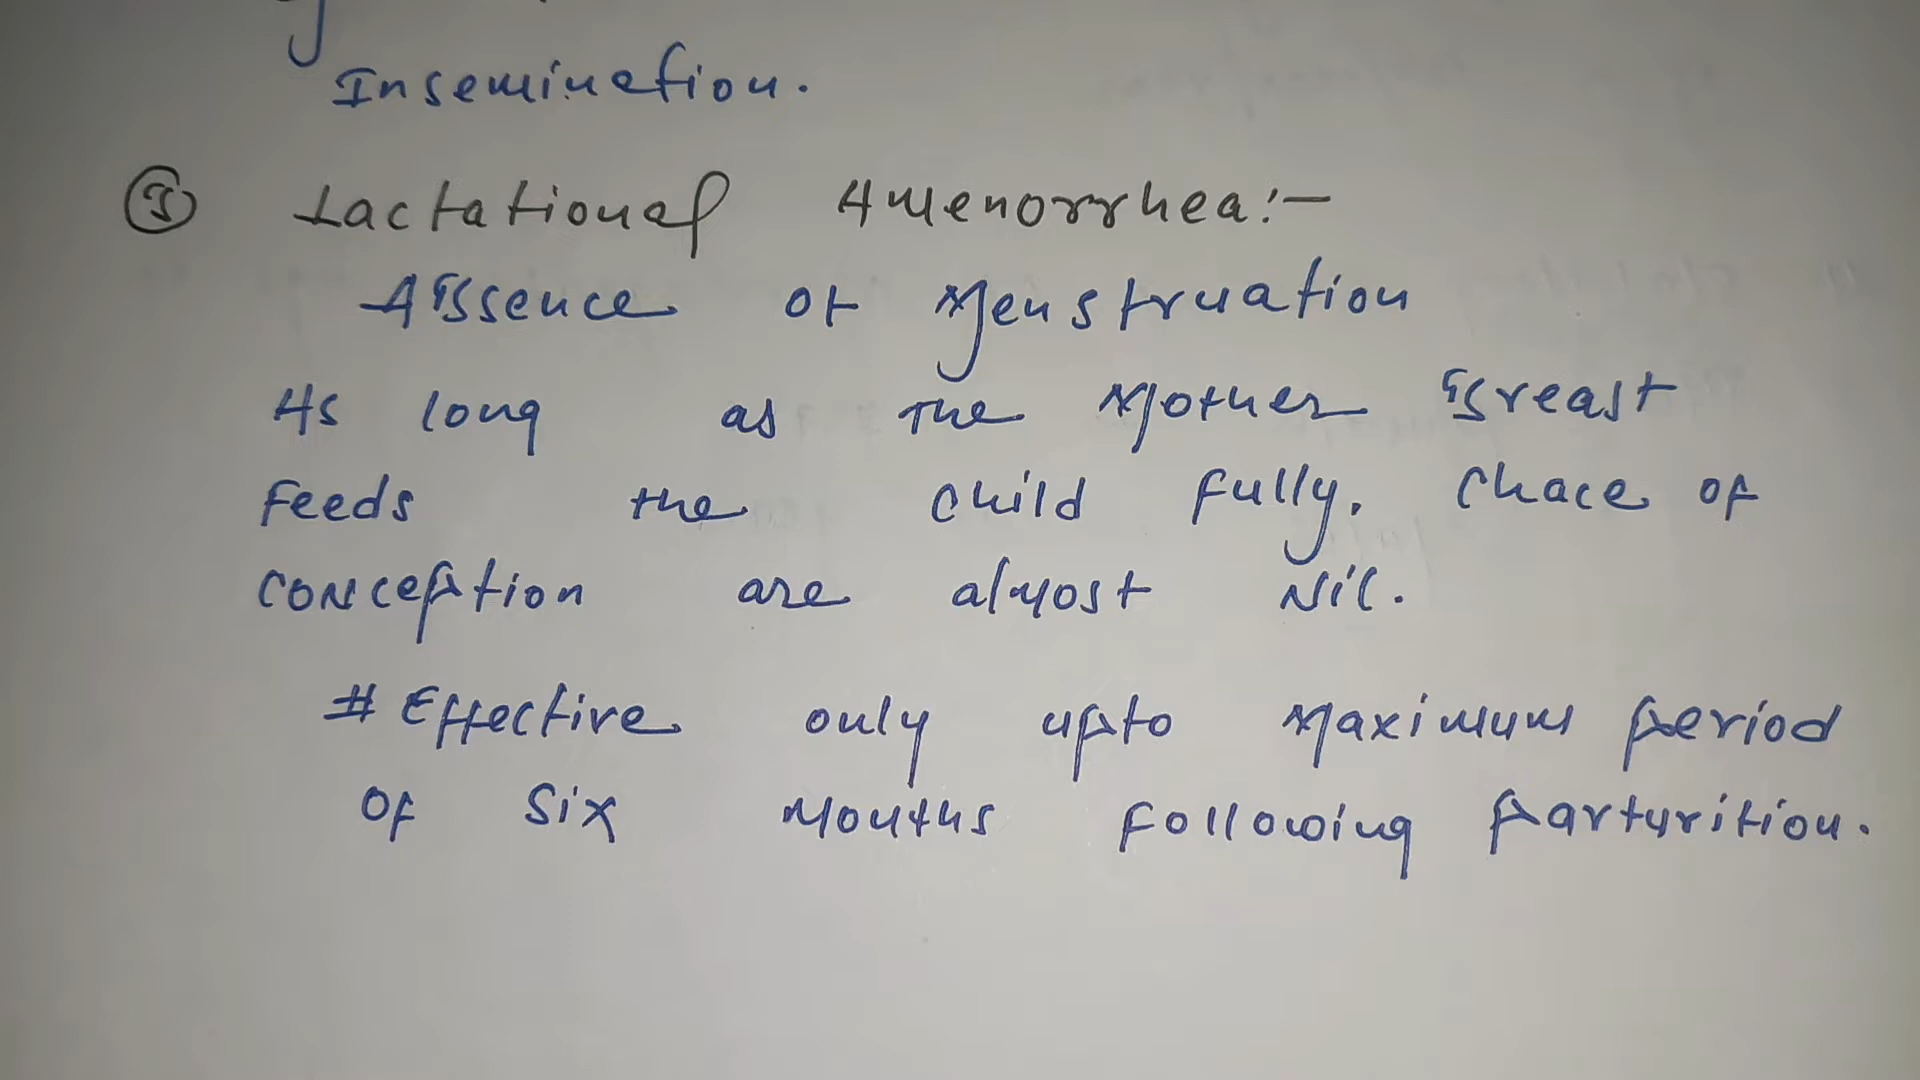 Insemination.
③ Lactational Amenorrhea:-
Absence of Menstruation
As long as the Mother Breast
Feeds the child fully. Chace of
conception are almost Nil.
# Effective only upto Maximum period
of Six Months Following parturition.